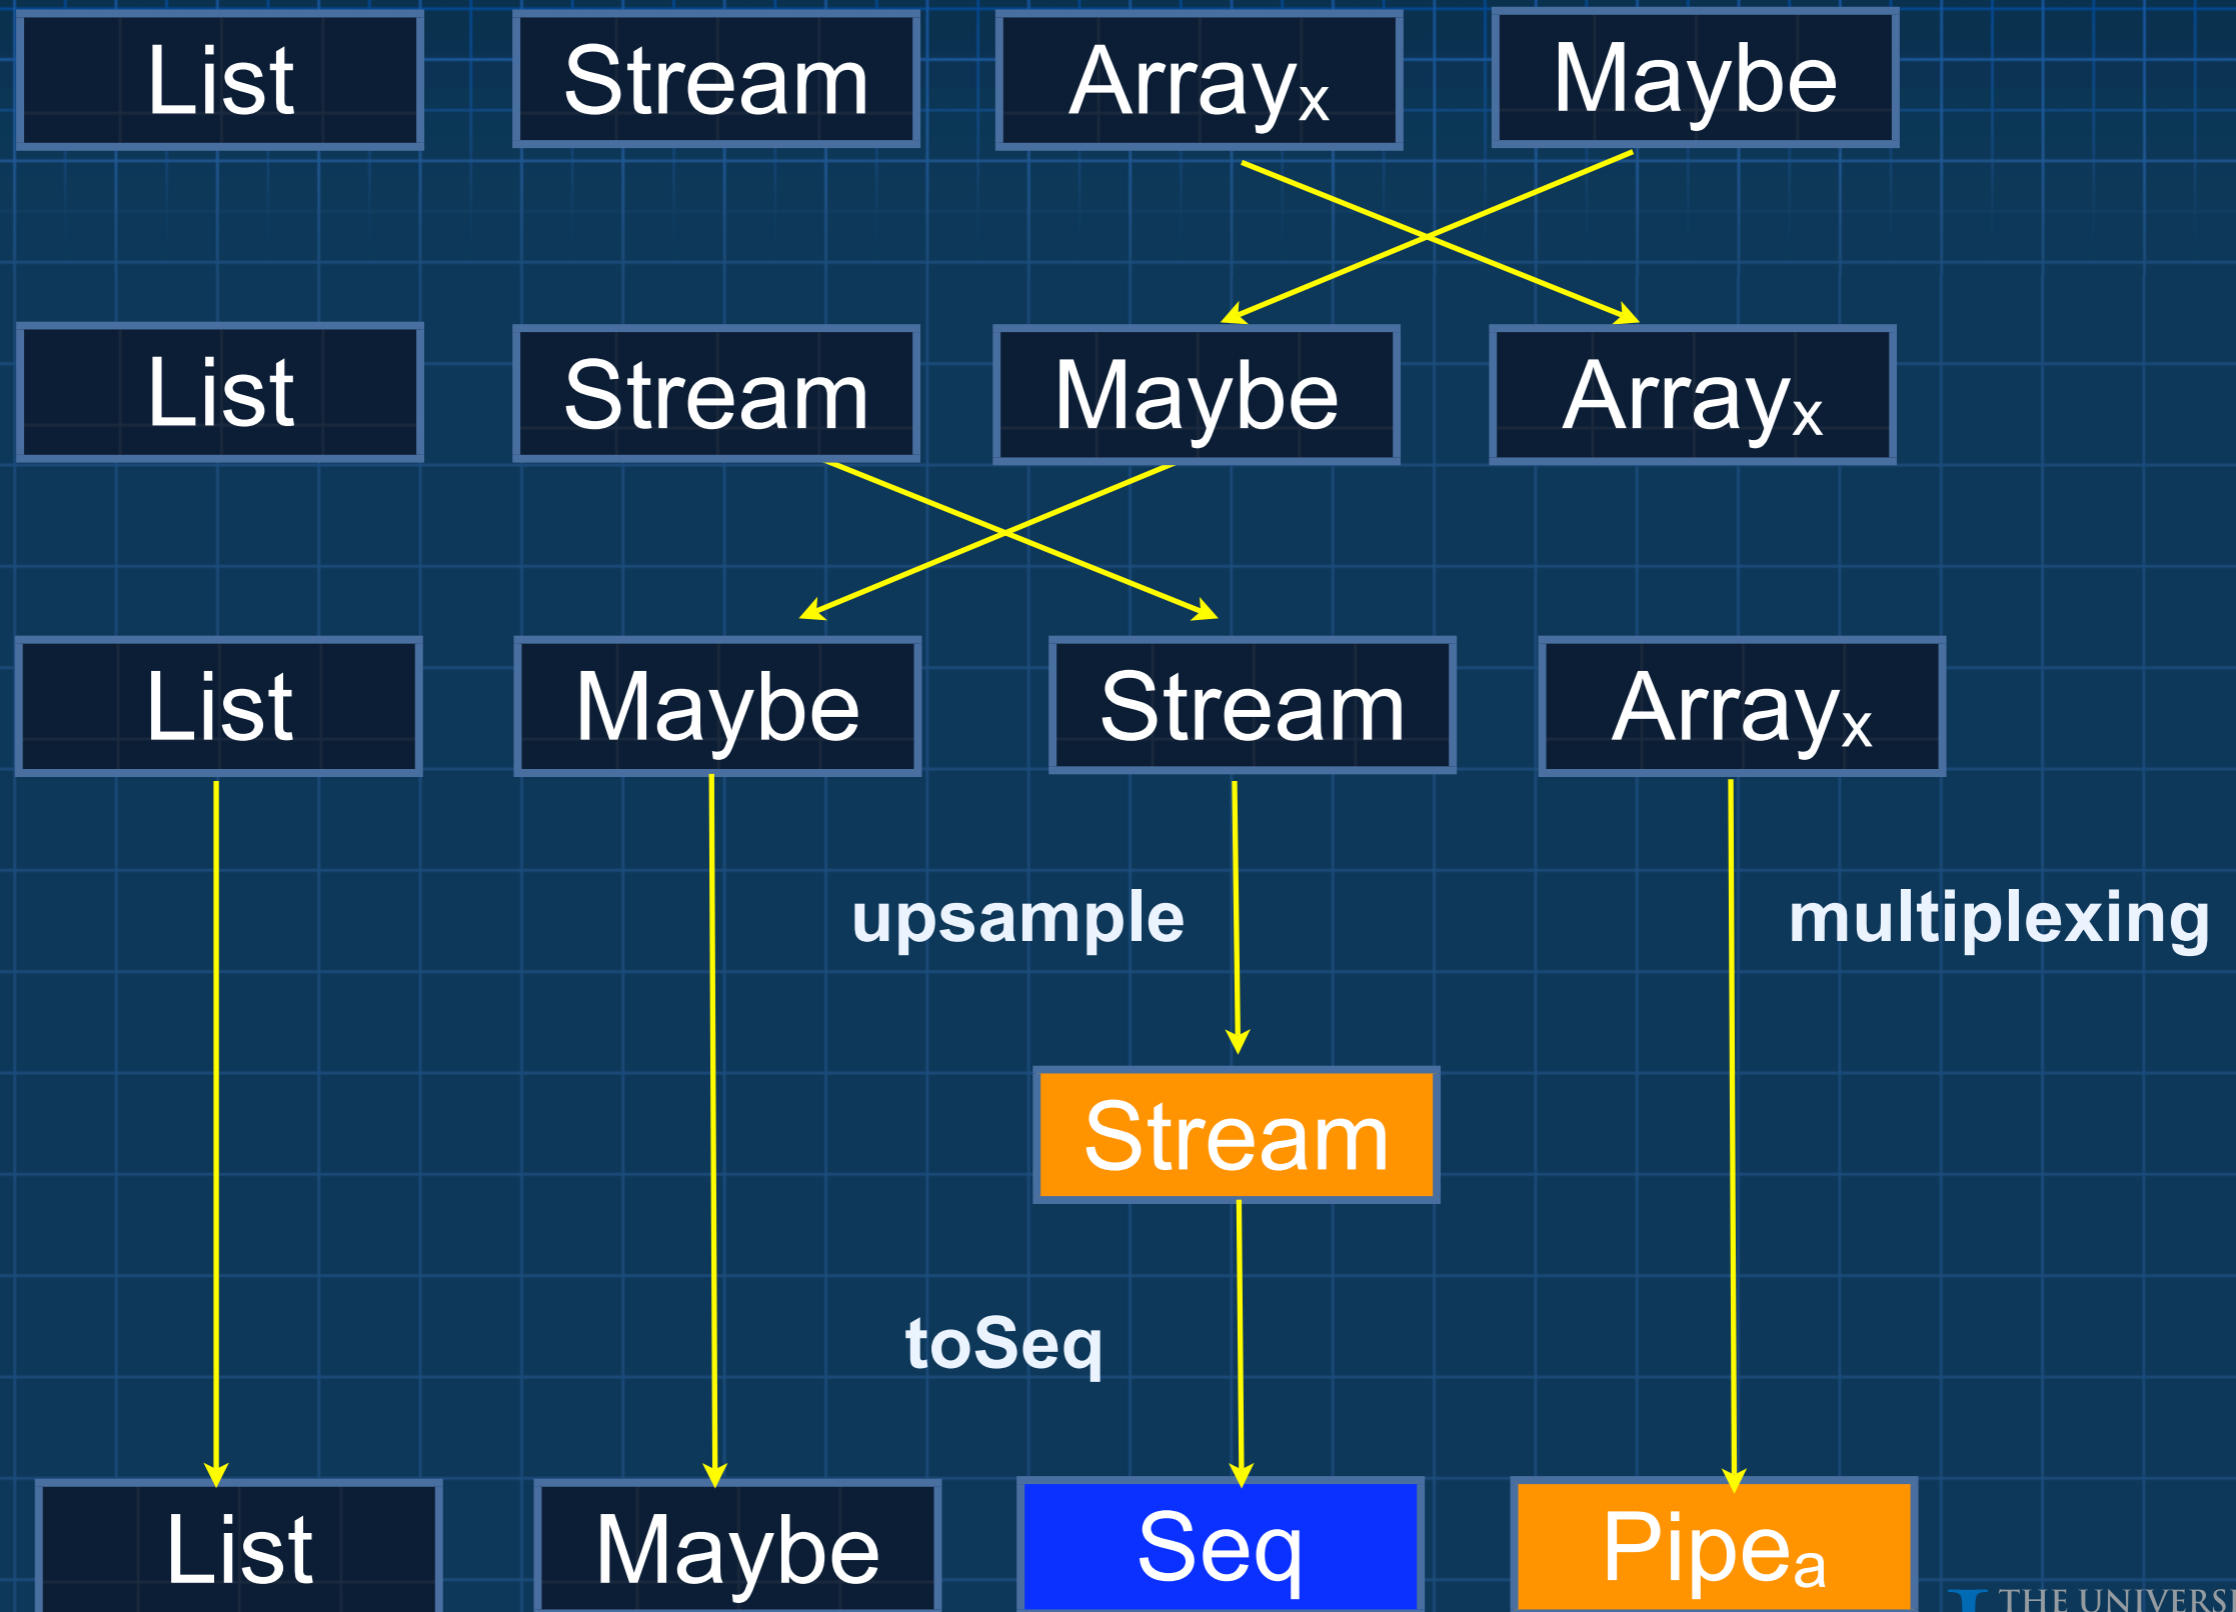 List Stream Arrayx Maybe
List Stream Maybe Arrayx
List Maybe Stream Arrayx
upsample multiplexing
Stream
toSeq
List Maybe Seq Pipea
THE